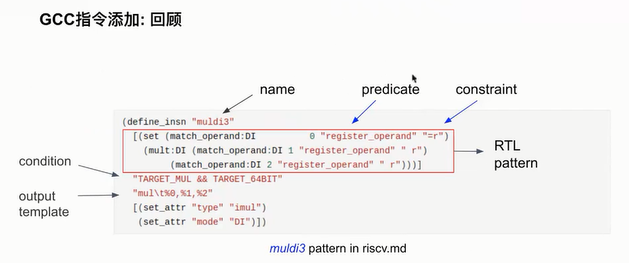 GCC指令添加: 回顾
name
predicate
constraint
(define_insn "muldi3"
[(set (match_operand:DI 0 "register_operand" "=r")
(mult:DI (match_operand:DI 1 "register_operand" " r")
(match_operand:DI 2 "register_operand" " r")))]
"TARGET_MUL && TARGET_64BIT"
"mul\t%0,%1,%2"
[(set_attr "type" "imul")
(set_attr "mode" "DI")])
RTL
pattern
condition
output
template
muldi3 pattern in riscv.md